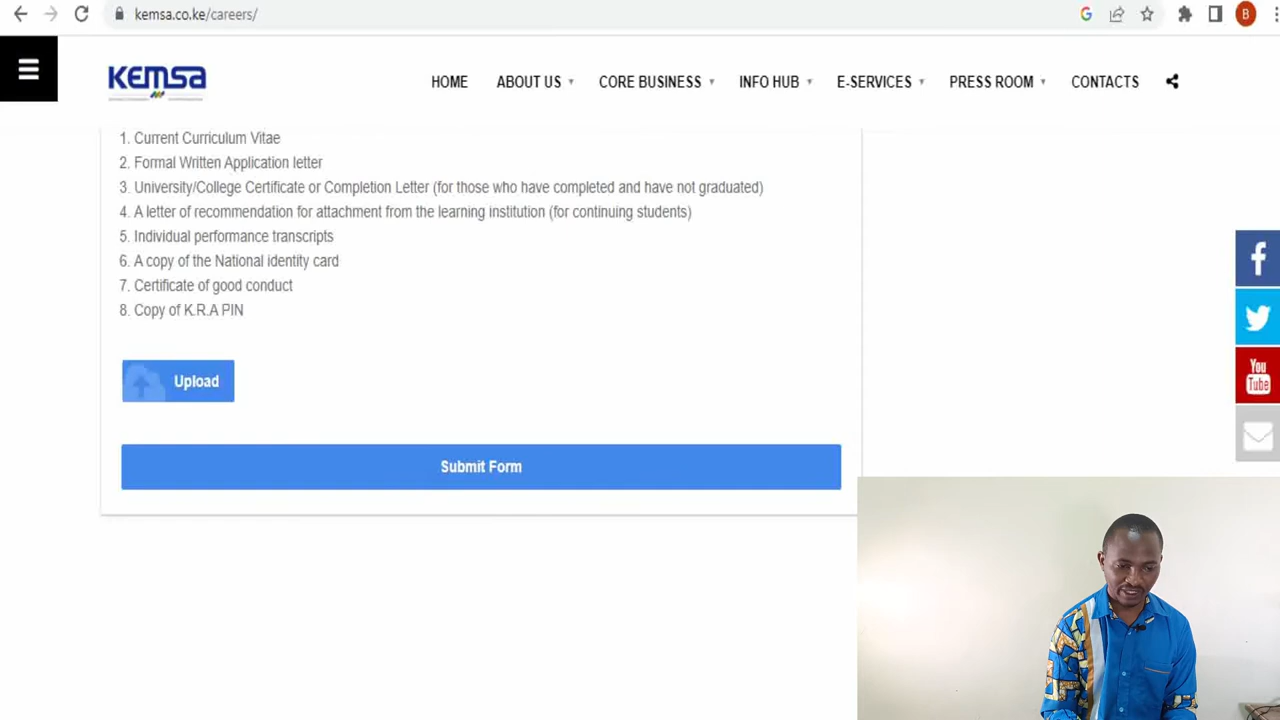 kemsa.co.ke/careers/
B
KEMSA
HOME ABOUT US CORE BUSINESS INFO HUB E-SERVICES PRESS ROOM CONTACTS
1. Current Curriculum Vitae
2. Formal Written Application letter
3. University/College Certificate or Completion Letter (for those who have completed and have not graduated)
4. A letter of recommendation for attachment from the learning institution (for continuing students)
5. Individual performance transcripts
6. A copy of the National identity card
7. Certificate of good conduct
8. Copy of K.R.A PIN
Upload
Submit Form
You
Tube